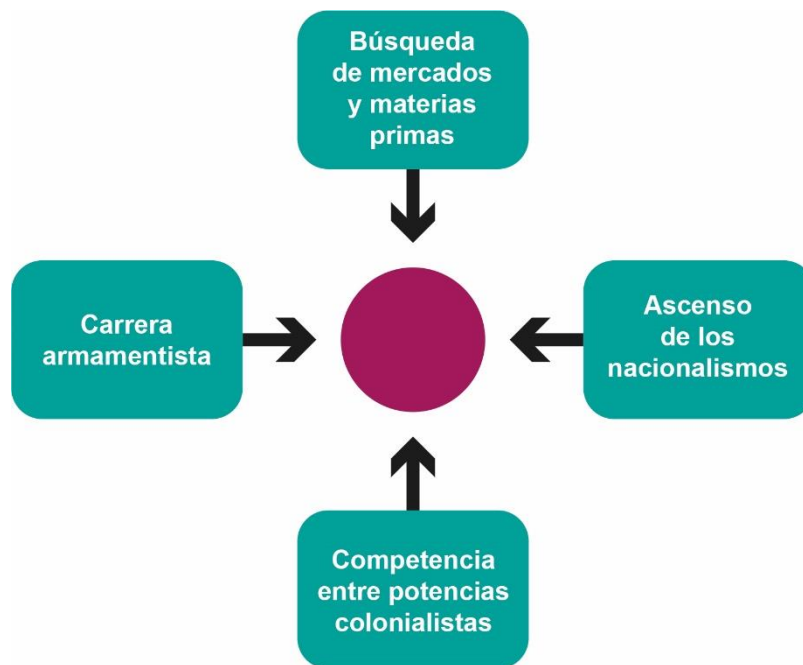 Búsqueda
de mercados
y materias
primas
Carrera
armamentista
Ascenso
de los
nacionalismos
Competencia
entre potencias
colonialistas